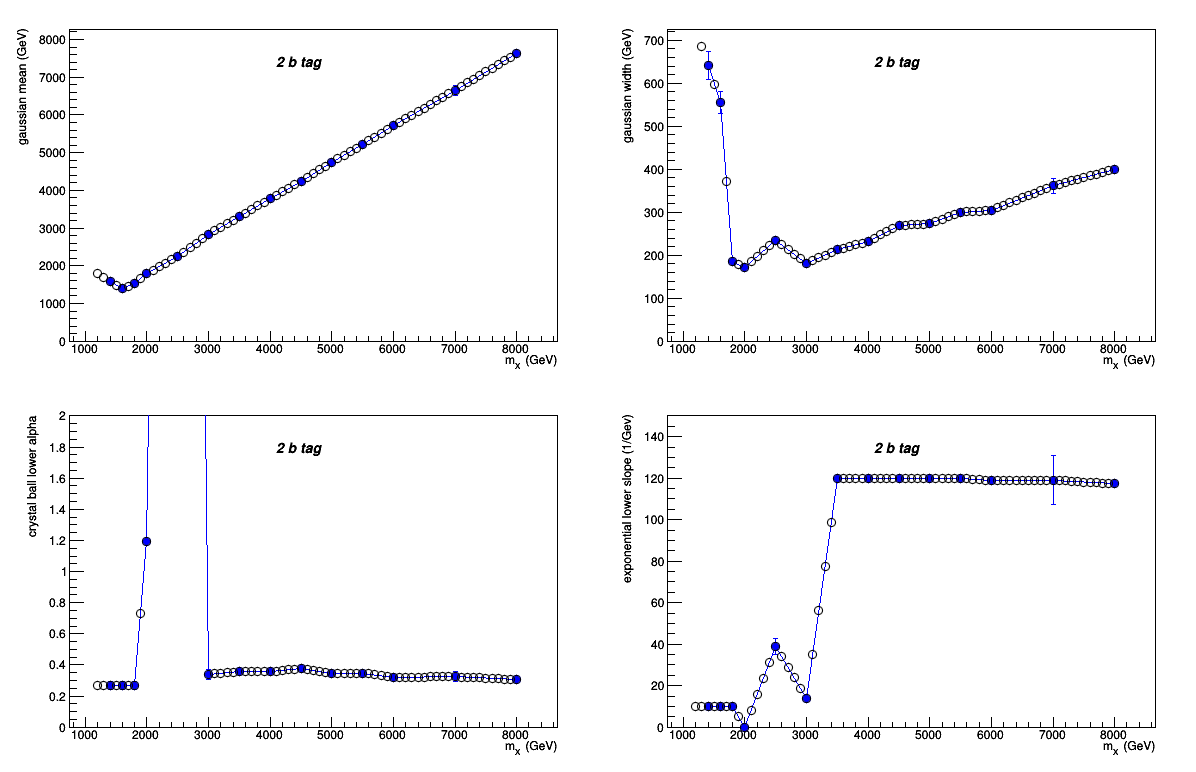 gaussian mean (GeV)
2 b tag
8000
7000
6000
5000
4000
3000
2000
1000
0
1000 2000 3000 4000 5000 6000 7000 8000
mx (GeV)
gaussian width (GeV)
2 b tag
700
600
500
400
300
200
100
0
1000 2000 3000 4000 5000 6000 7000 8000
mx (GeV)
crystal ball lower alpha
2 b tag
2
1.8
1.6
1.4
1.2
1
0.8
0.6
0.4
0.2
0
1000 2000 3000 4000 5000 6000 7000 8000
mx (GeV)
exponential lower slope (1/Gev)
2 b tag
140
120
100
80
60
40
20
0
1000 2000 3000 4000 5000 6000 7000 8000
mx (GeV)